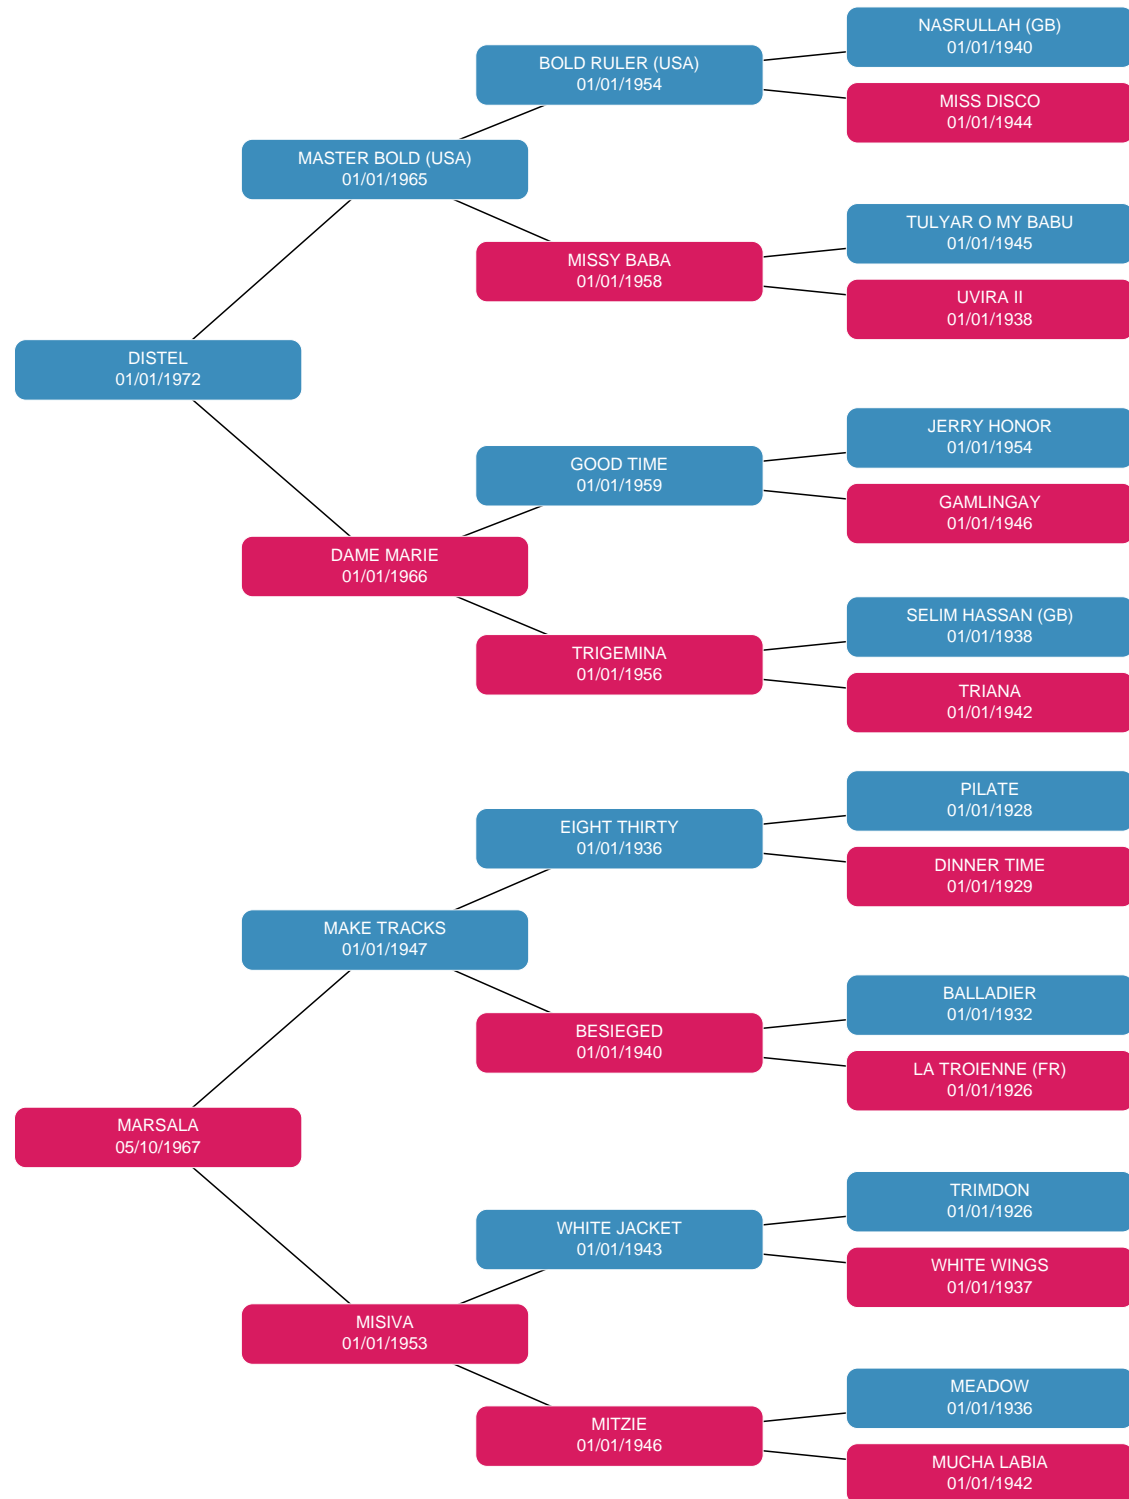 NASRULLAH (GB)
01/01/1940
BOLD RULER (USA)
01/01/1954
MISS DISCO
01/01/1944
MASTER BOLD (USA)
01/01/1965
TULYAR O MY BABU
01/01/1945
MISSY BABA
01/01/1958
UVIRA II
01/01/1938
DISTEL
01/01/1972
JERRY HONOR
01/01/1954
GOOD TIME
01/01/1959
GAMLINGAY
01/01/1946
DAME MARIE
01/01/1966
SELIM HASSAN (GB)
01/01/1938
TRIGEMINA
01/01/1956
TRIANA
01/01/1942
PILATE
01/01/1928
EIGHT THIRTY
01/01/1936
DINNER TIME
01/01/1929
MAKE TRACKS
01/01/1947
BALLADIER
01/01/1932
BESIEGED
01/01/1940
LA TROIENNE (FR)
01/01/1926
MARSALA
05/10/1967
TRIMDON
01/01/1926
WHITE JACKET
01/01/1943
WHITE WINGS
01/01/1937
MISIVA
01/01/1953
MEADOW
01/01/1936
MITZIE
01/01/1946
MUCHA LABIA
01/01/1942